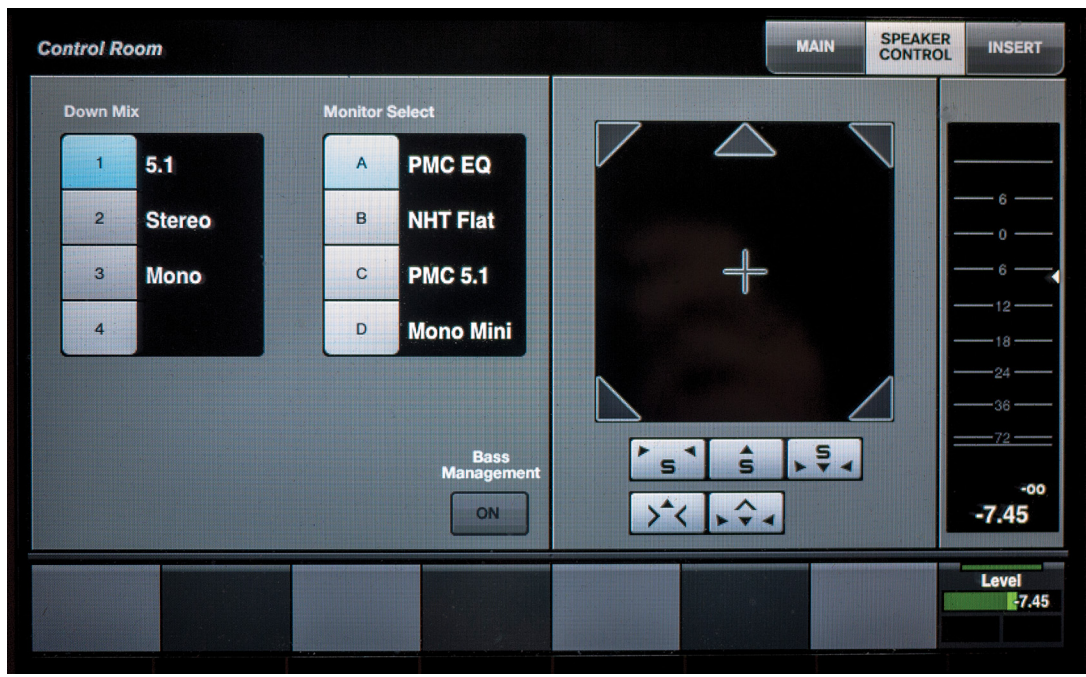 Control Room
MAIN
SPEAKER
CONTROL
INSERT
Down Mix
1 5.1
2 Stereo
3 Mono
4
Monitor Select
A PMC EQ
B NHT Flat
C PMC 5.1
D Mono Mini
Bass
Management
ON
S
S
S
6
0
6
12
18
24
36
72
-oo
-7.45
Level
-7.45